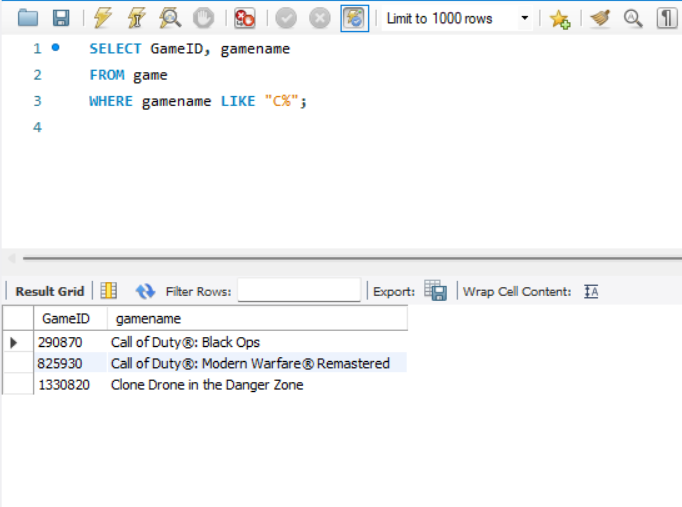 Limit to 1000 rows
1 SELECT GameID, gamename
2 FROM game
3 WHERE gamename LIKE "C%";
4
Result Grid Filter Rows: Export: Wrap Cell Content:
GameID gamename
290870 Call of Duty®: Black Ops
825930 Call of Duty®: Modern Warfare® Remastered
1330820 Clone Drone in the Danger Zone